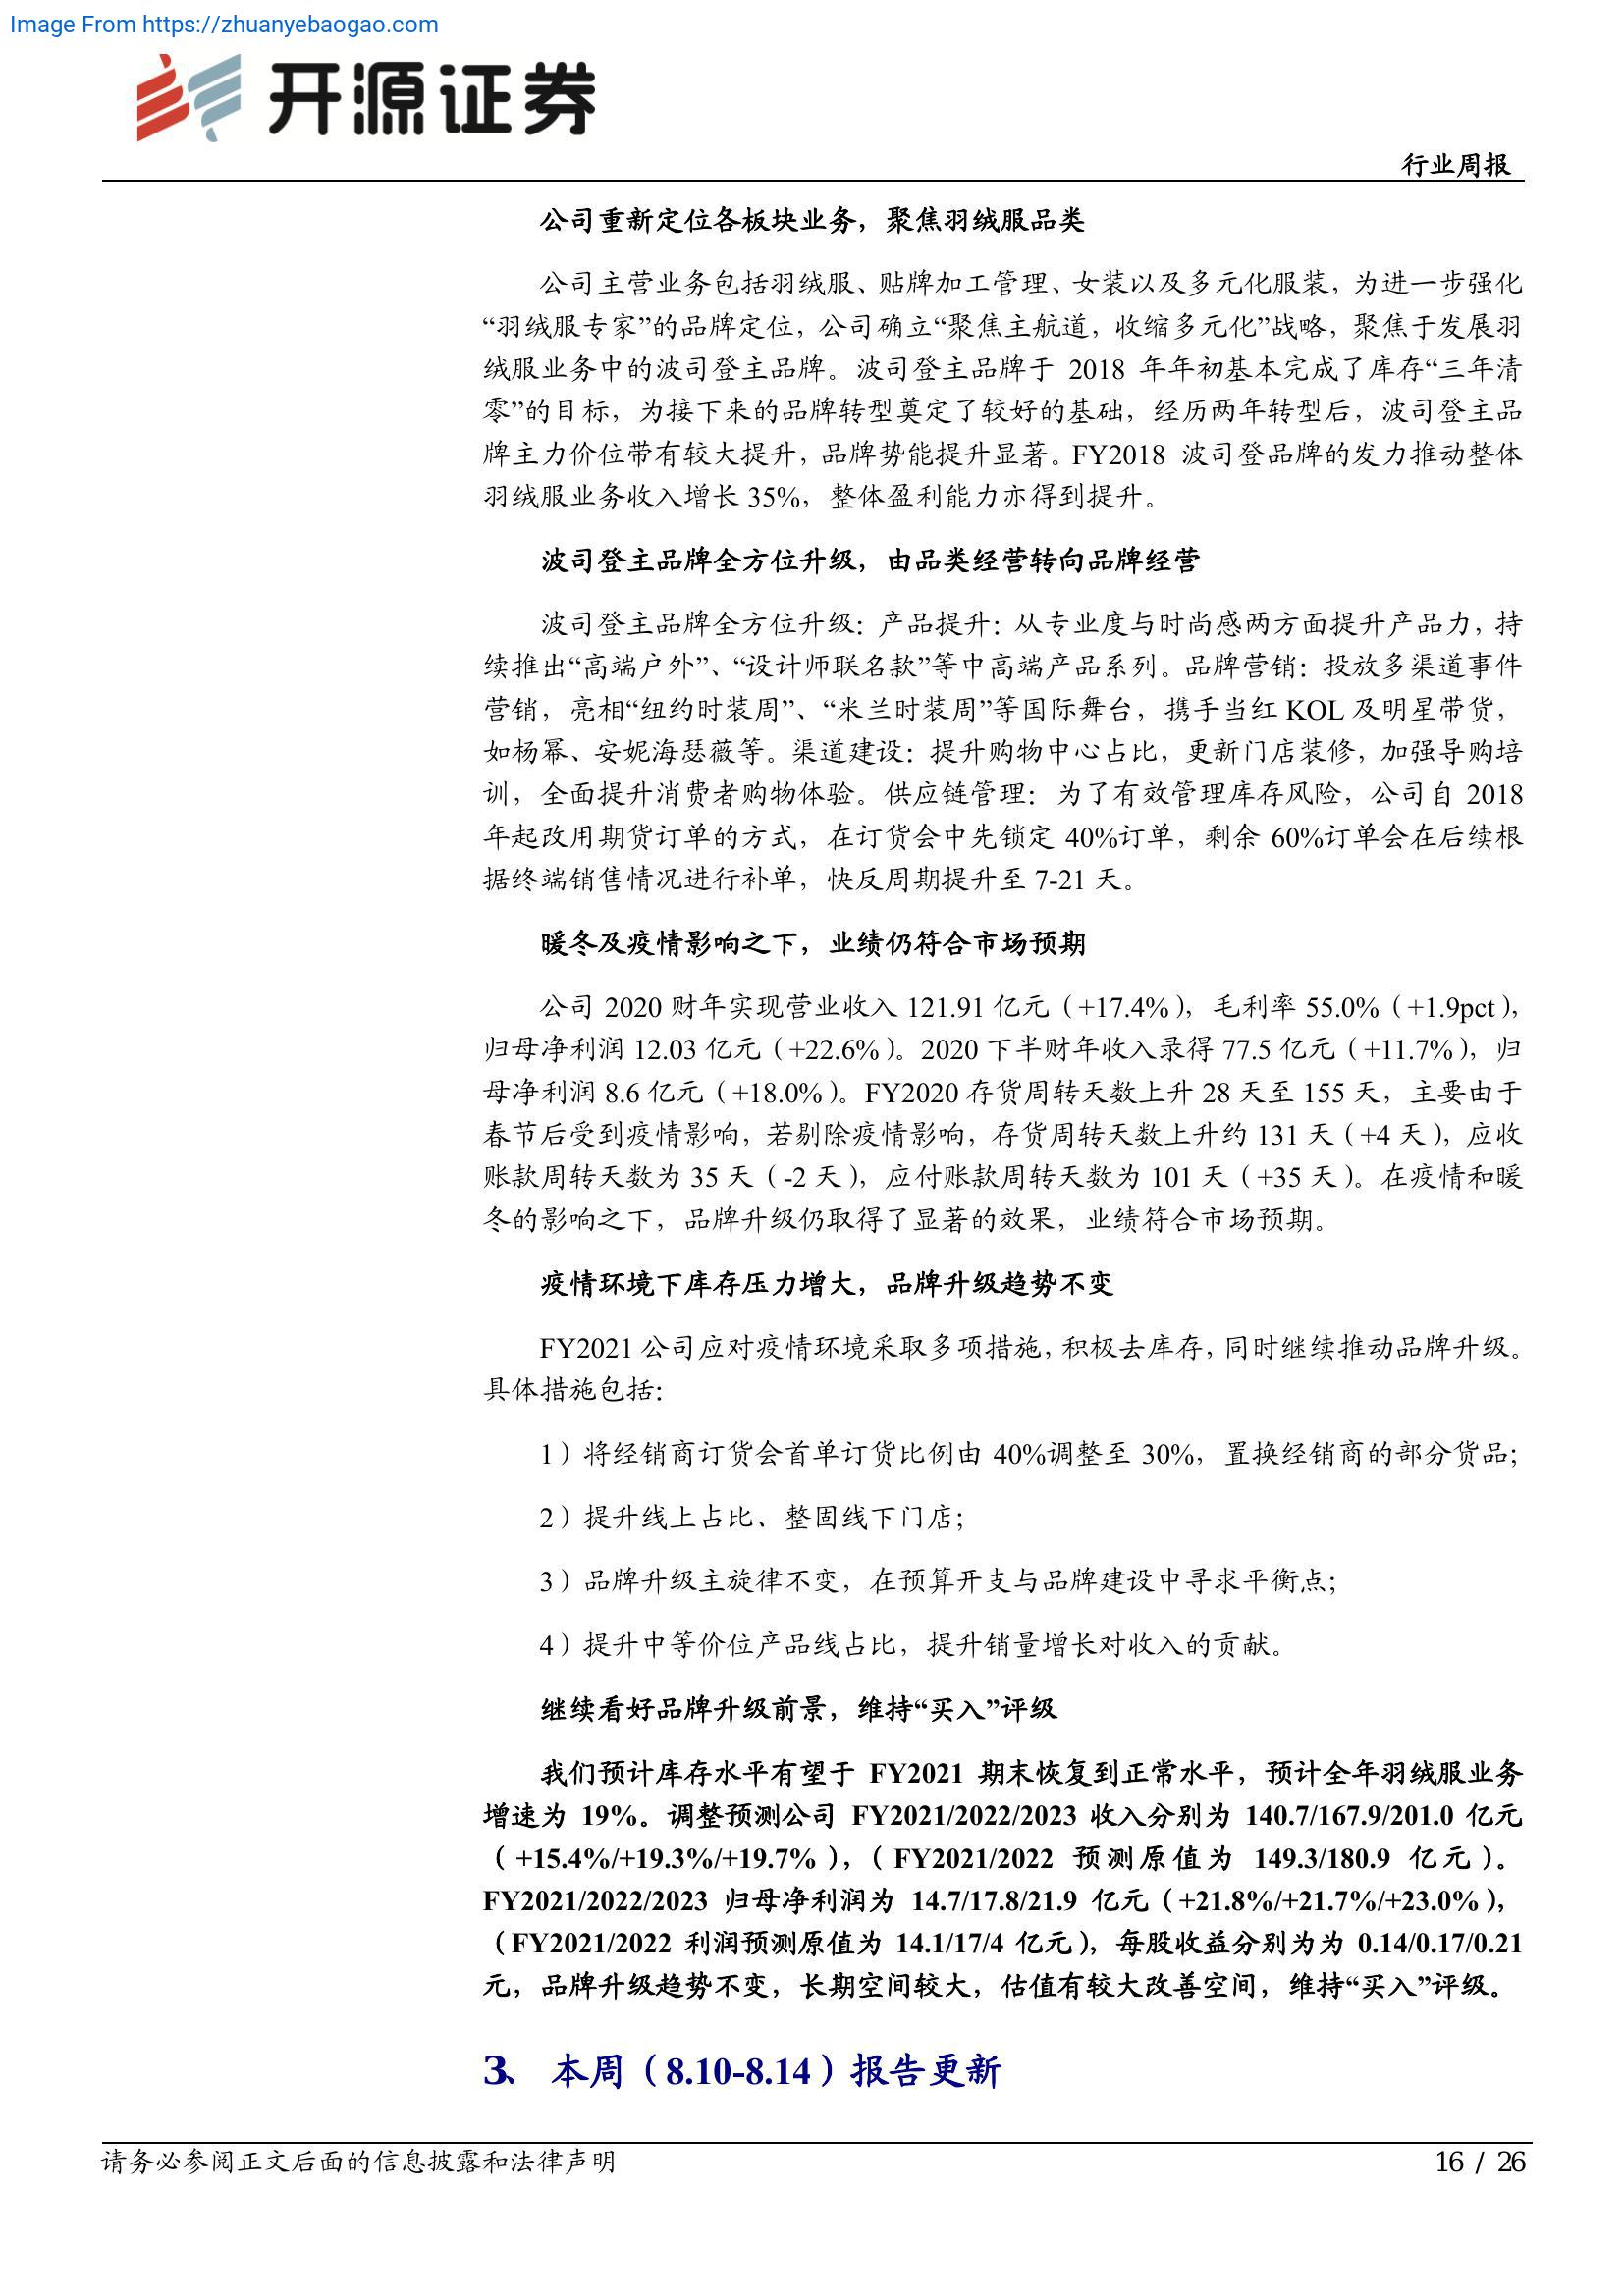 Image From https://zhuanyebaogao.com
开源证券
行业周报
公司重新定位各板块业务，聚焦羽绒服品类
公司主营业务包括羽绒服、贴牌加工管理、女装以及多元化服装，为进一步强化
“羽绒服专家”的品牌定位，公司确立“聚焦主航道，收缩多元化”战略，聚焦于发展羽
绒服业务中的波司登主品牌。波司登主品牌于 2018 年年初基本完成了库存“三年清
零”的目标，为接下来的品牌转型奠定了较好的基础，经历两年转型后，波司登主品
牌主力价位带有较大提升，品牌势能提升显著。FY2018 波司登品牌的发力推动整体
羽绒服业务收入增长 35%，整体盈利能力亦得到提升。
波司登主品牌全方位升级，由品类经营转向品牌经营
波司登主品牌全方位升级：产品提升：从专业度与时尚感两方面提升产品力，持
续推出“高端户外”、“设计师联名款”等中高端产品系列。品牌营销：投放多渠道事件
营销，亮相“纽约时装周”、“米兰时装周”等国际舞台，携手当红 KOL 及明星带货，
如杨幂、安妮海瑟薇等。渠道建设：提升购物中心占比，更新门店装修，加强导购培
训，全面提升消费者购物体验。供应链管理：为了有效管理库存风险，公司自 2018
年起改用期货订单的方式，在订货会中先锁定 40%订单，剩余 60%订单会在后续根
据终端销售情况进行补单，快反周期提升至 7-21 天。
暖冬及疫情影响之下，业绩仍符合市场预期
公司 2020 财年实现营业收入 121.91 亿元（+17.4%），毛利率 55.0%（+1.9pct），
归母净利润 12.03 亿元（+22.6%）。2020 下半财年收入录得 77.5 亿元（+11.7%），归
母净利润 8.6 亿元（+18.0%）。FY2020 存货周转天数上升 28 天至 155 天，主要由于
春节后受到疫情影响，若剔除疫情影响，存货周转天数上升约 131 天（+4 天），应收
账款周转天数为 35 天（-2 天），应付账款周转天数为 101 天（+35 天）。在疫情和暖
冬的影响之下，品牌升级仍取得了显著的效果，业绩符合市场预期。
疫情环境下库存压力增大，品牌升级趋势不变
FY2021 公司应对疫情环境采取多项措施，积极去库存，同时继续推动品牌升级。
具体措施包括：
1）将经销商订货会首单订货比例由 40%调整至 30%，置换经销商的部分货品；
2）提升线上占比、整固线下门店；
3）品牌升级主旋律不变，在预算开支与品牌建设中寻求平衡点；
4）提升中等价位产品线占比，提升销量增长对收入的贡献。
继续看好品牌升级前景，维持“买入”评级
我们预计库存水平有望于 FY2021 期末恢复到正常水平，预计全年羽绒服业务
增速为 19%。调整预测公司 FY2021/2022/2023 收入分别为 140.7/167.9/201.0 亿元
（+15.4%/+19.3%/+19.7%），（FY2021/2022 预测原值为 149.3/180.9 亿元）。
FY2021/2022/2023 归母净利润为 14.7/17.8/21.9 亿元（+21.8%/+21.7%/+23.0%），
（FY2021/2022 利润预测原值为 14.1/17/4 亿元），每股收益分别为为 0.14/0.17/0.21
元，品牌升级趋势不变，长期空间较大，估值有较大改善空间，维持“买入”评级。
3、 本周（8.10-8.14）报告更新
请务必参阅正文后面的信息披露和法律声明
16 / 26